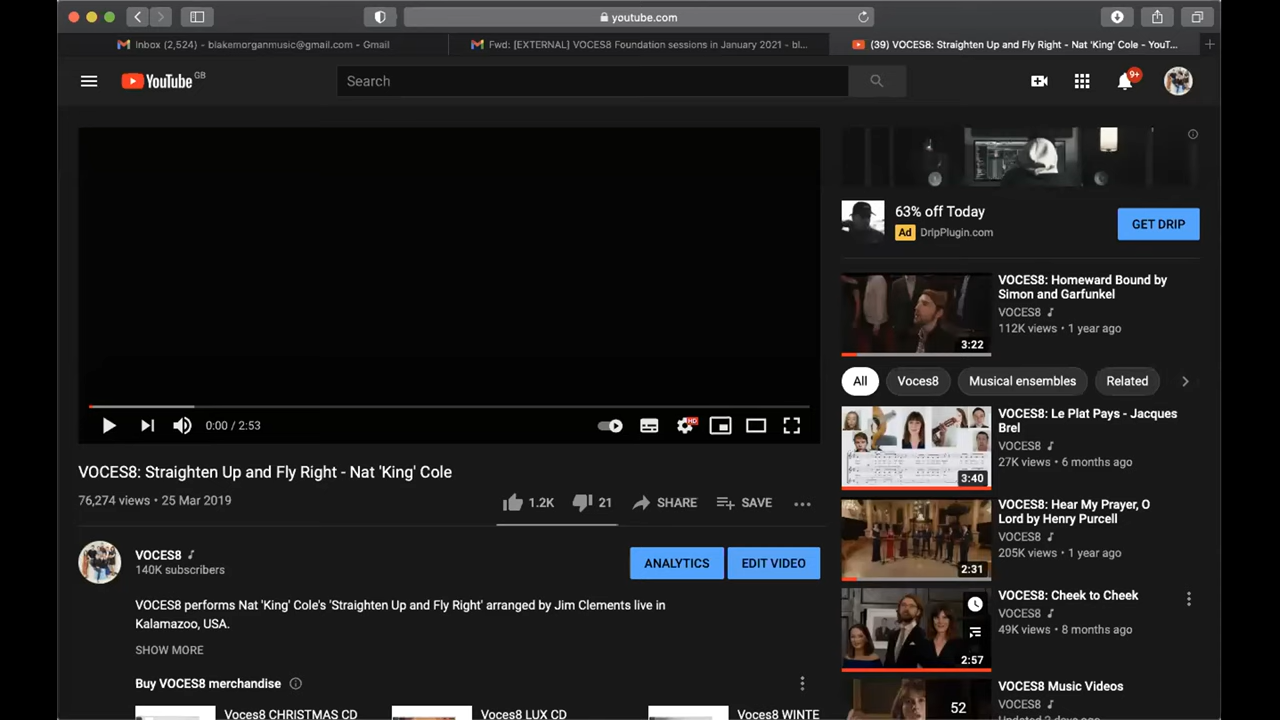 youtube.com
Inbox (2,524) - blakemorganmusic@gmail.com - Gmail
Fwd: [EXTERNAL] VOCES8 Foundation sessions in January 2021 - bl...
(39) VOCES8: Straighten Up and Fly Right - Nat 'King' Cole - YouT...
YouTube GB
Search
9+
63% off Today
Ad DripPlugin.com
GET DRIP
VOCES8: Homeward Bound by
Simon and Garfunkel
VOCES8
112K views • 1 year ago
3:22
All
Voces8
Musical ensembles
Related
VOCES8: Le Plat Pays - Jacques
Brel
VOCES8
27K views • 6 months ago
3:40
VOCES8: Hear My Prayer, O
Lord by Henry Purcell
VOCES8
205K views • 1 year ago
2:31
VOCES8: Cheek to Cheek
VOCES8
49K views • 8 months ago
2:57
VOCES8 Music Videos
52
0:00 / 2:53
HD
VOCES8: Straighten Up and Fly Right - Nat 'King' Cole
76,274 views • 25 Mar 2019
1.2K
21
SHARE
SAVE
VOCES8
140K subscribers
ANALYTICS
EDIT VIDEO
VOCES8 performs Nat 'King' Cole's 'Straighten Up and Fly Right' arranged by Jim Clements live in
Kalamazoo, USA.
SHOW MORE
Buy VOCES8 merchandise
Voces8 CHRISTMAS CD
Voces8 LUX CD
Voces8 WINTE